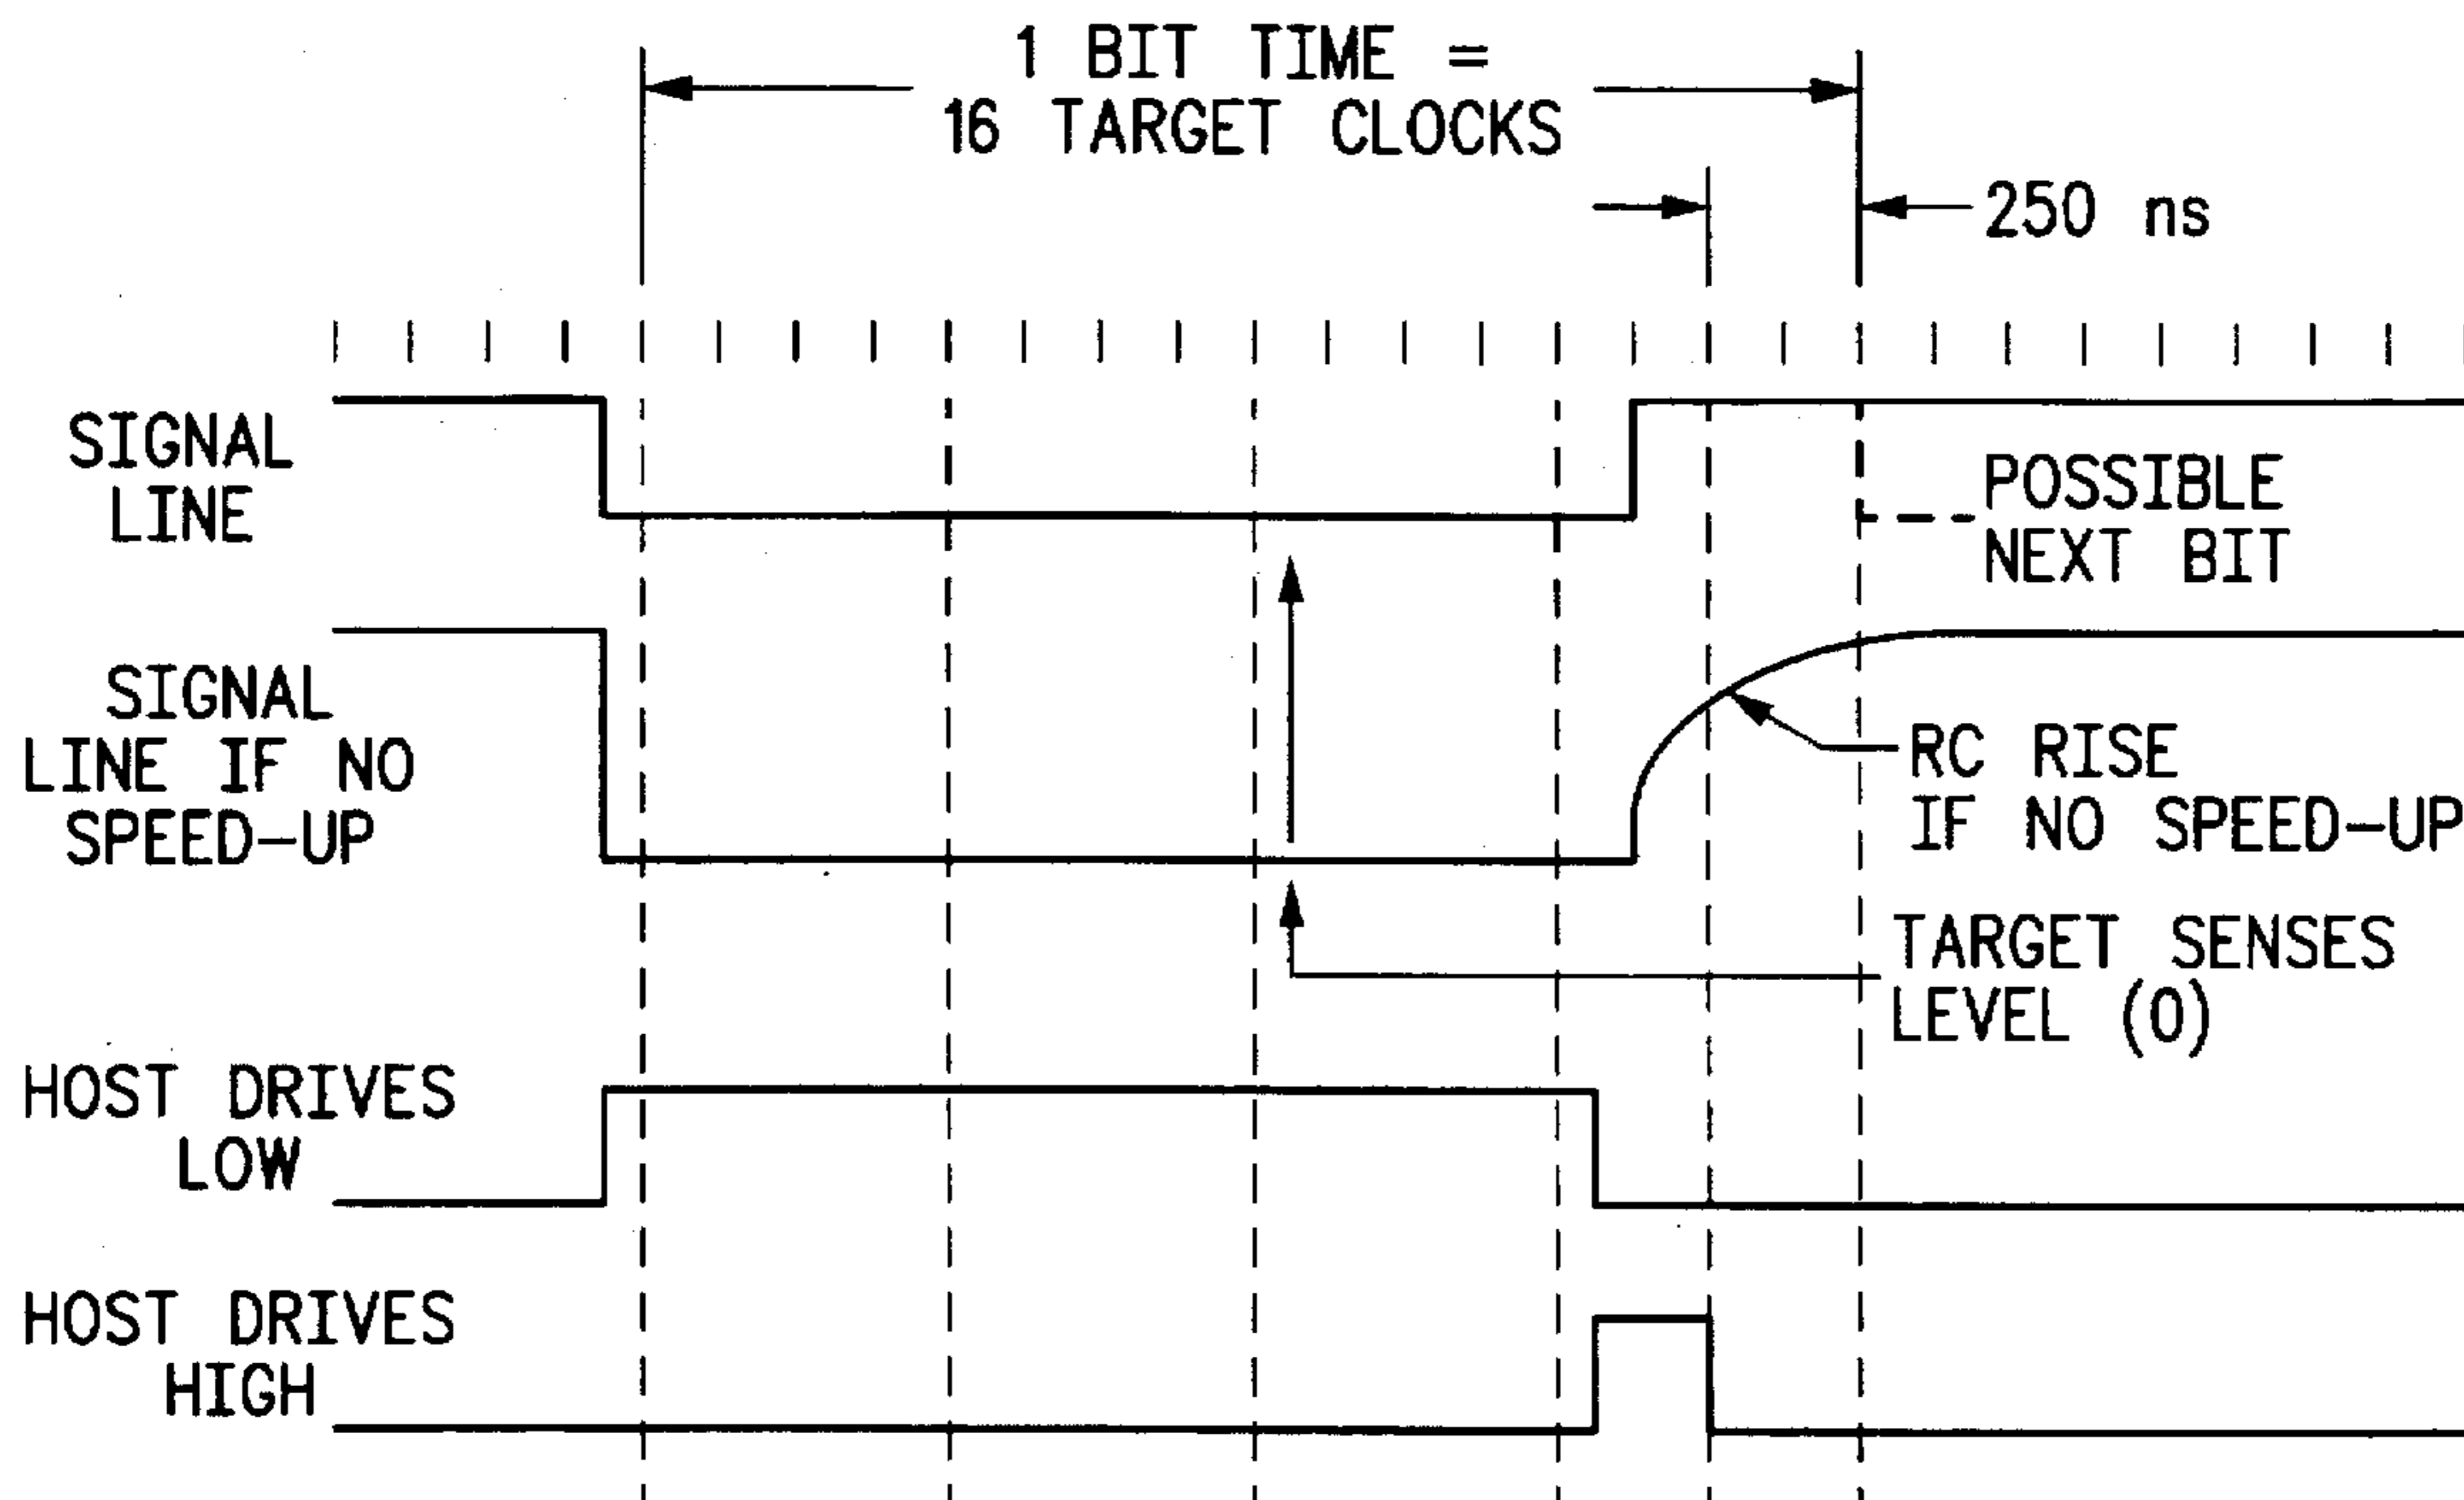 1 BIT TIME =
16 TARGET CLOCKS
250 ns
SIGNAL
LINE
POSSIBLE
NEXT BIT
SIGNAL
LINE IF NO
SPEED-UP
RC RISE
IF NO SPEED-UP
TARGET SENSES
LEVEL (0)
HOST DRIVES
LOW
HOST DRIVES
HIGH